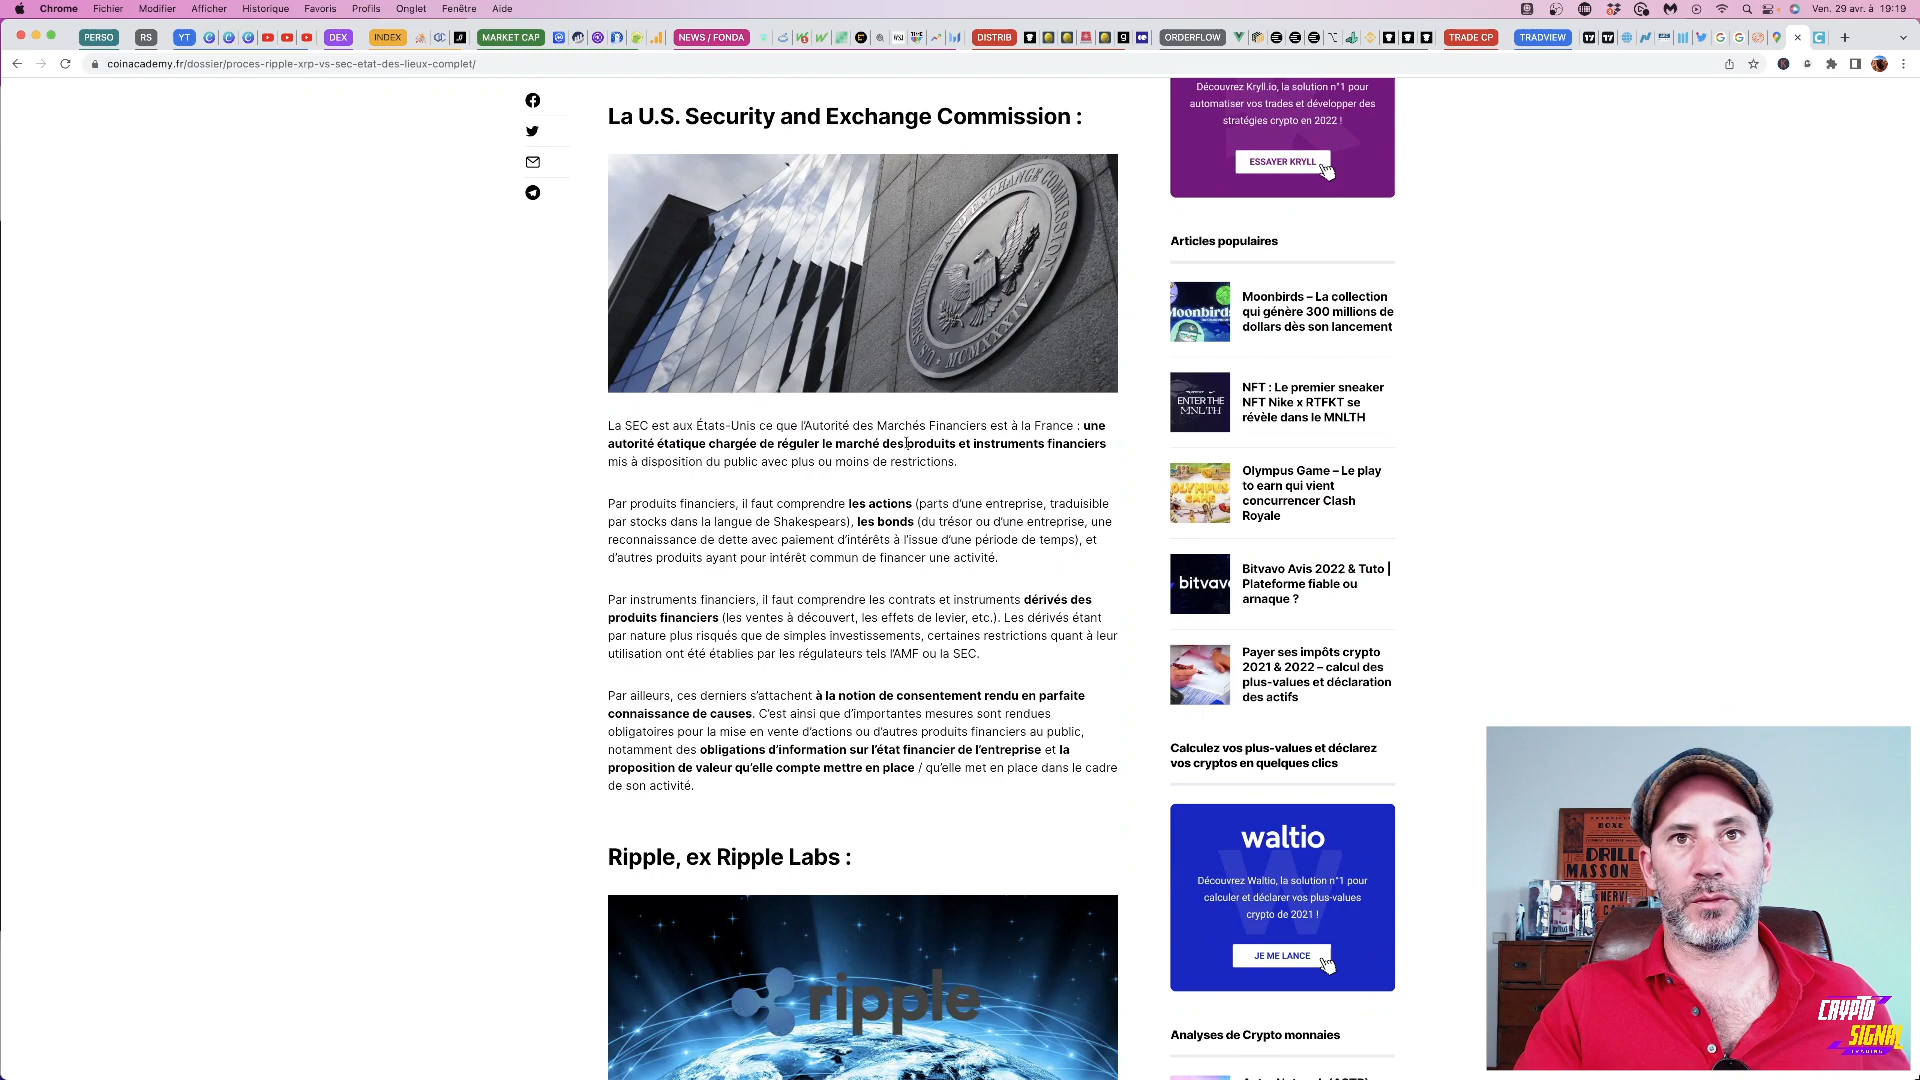 Chrome Fichier Modifier Afficher Historique Favoris Profils Onglet Fenêtre Aide
Ven. 29 avr. à 19:19
PERSO RS YT DEX INDEX MARKET CAP NEWS / FONDA DISTRIB ORDERFLOW TRADE CP TRADVIEW
coinacademy.fr/dossier/proces-ripple-xrp-vs-sec-etat-des-lieux-complet/
La U.S. Security and Exchange Commission :
U.S. SECURITIES AND EXCHANGE COMMISSION
MCMXXXIV
La SEC est aux États-Unis ce que l'Autorité des Marchés Financiers est à la France : une
autorité étatique chargée de réguler le marché des produits et instruments financiers
mis à disposition du public avec plus ou moins de restrictions.
Par produits financiers, il faut comprendre les actions (parts d'une entreprise, traduisible
par stocks dans la langue de Shakespears), les bonds (du trésor ou d'une entreprise, une
reconnaissance de dette avec paiement d'intérêts à l'issue d'une période de temps), et
d'autres produits ayant pour intérêt commun de financer une activité.
Par instruments financiers, il faut comprendre les contrats et instruments dérivés des
produits financiers (les ventes à découvert, les effets de levier, etc.). Les dérivés étant
par nature plus risqués que de simples investissements, certaines restrictions quant à leur
utilisation ont été établies par les régulateurs tels l'AMF ou la SEC.
Par ailleurs, ces derniers s'attachent à la notion de consentement rendu en parfaite
connaissance de causes. C'est ainsi que d'importantes mesures sont rendues
obligatoires pour la mise en vente d'actions ou d'autres produits financiers au public,
notamment des obligations d'information sur l'état financier de l'entreprise et la
proposition de valeur qu'elle compte mettre en place / qu'elle met en place dans le cadre
de son activité.
Ripple, ex Ripple Labs :
ripple
Découvrez Kryll.io, la solution n°1 pour
automatiser vos trades et développer des
stratégies crypto en 2022 !
ESSAYER KRYLL
Articles populaires
Moonbirds
Moonbirds – La collection
qui génère 300 millions de
dollars dès son lancement
ENTER THE
MNLTH
NFT : Le premier sneaker
NFT Nike x RTFKT se
révèle dans le MNLTH
OLYMPUS
GAME
Olympus Game – Le play
to earn qui vient
concurrencer Clash
Royale
bitvavo
Bitvavo Avis 2022 & Tuto |
Plateforme fiable ou
arnaque ?
Payer ses impôts crypto
2021 & 2022 – calcul des
plus-values et déclaration
des actifs
Calculez vos plus-values et déclarez
vos cryptos en quelques clics
waltio
Découvrez Waltio, la solution n°1 pour
calculer et déclarer vos plus-values
crypto de 2021 !
JE ME LANCE
Analyses de Crypto monnaies
BOXE
DRILL
MASSON
CRYPTO
SIGNAL
TRADING